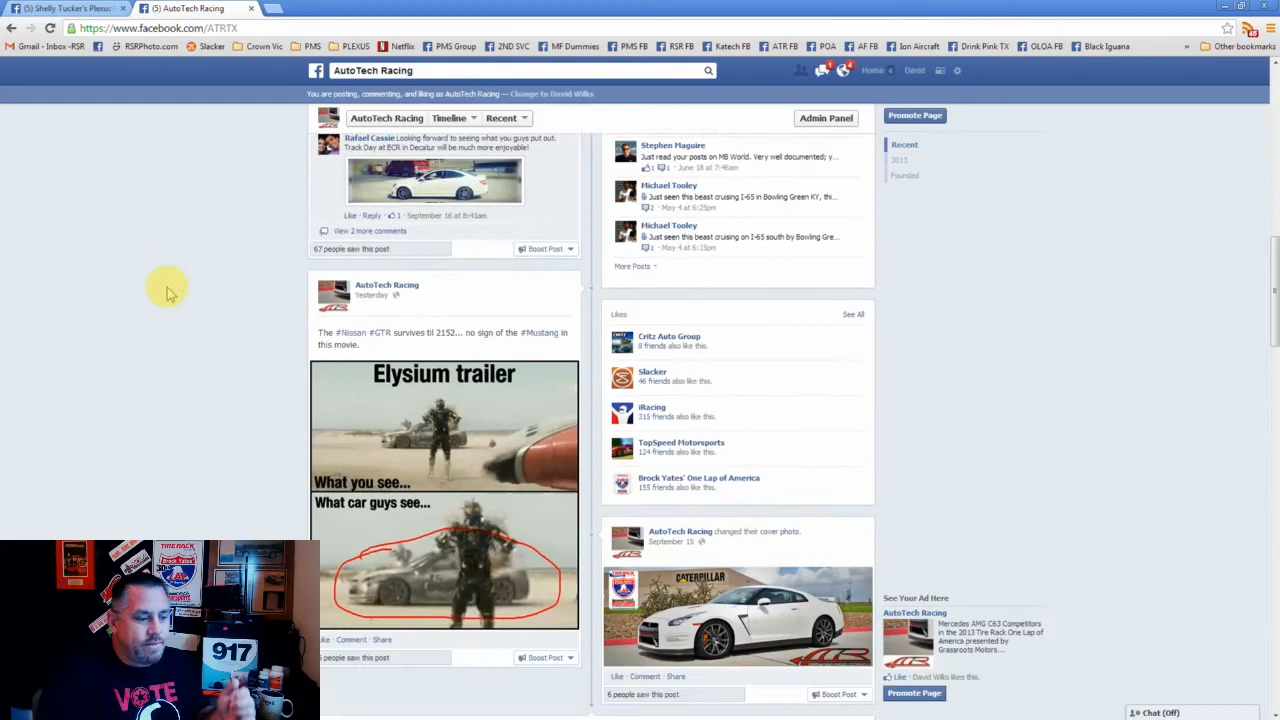 (5) Shelly Tucker's Plexus
(5) AutoTech Racing
https://www.facebook.com/ATRTX
Gmail - Inbox -RSR
RSRPhoto.com
Slacker
Crown Vic
PMS
PLEXUS
Netflix
PMS Group
2ND SVC
MF Dummies
PMS FB
RSR FB
Katech FB
ATR FB
POA
AF FB
Ion Aircraft
Drink Pink TX
OLOA FB
Black Iguana
»
Other bookmarks
AutoTech Racing
1
4
Home 6
David
You are posting, commenting, and liking as AutoTech Racing — Change to David Wilks
AutoTech Racing
Timeline
Recent
Admin Panel
Rafael Cassie Looking forward to seeing what you guys put out.
Track Day at ECR in Decatur will be much more enjoyable!
Like · Reply · 1 · September 16 at 8:41am
View 2 more comments
67 people saw this post
Boost Post
AutoTech Racing
Yesterday
The #Nissan #GTR survives til 2152... no sign of the #Mustang in
this movie.
Elysium trailer
What you see...
What car guys see...
Like · Comment · Share
people saw this post
Boost Post
Stephen Maguire
Just read your posts on MB World. Very well documented; y...
1 1 · June 18 at 7:46am
Michael Tooley
Just seen this beast cruising I-65 in Bowling Green KY, thi...
2 · May 4 at 6:25pm
Michael Tooley
Just seen this beast cruising on I-65 south by Bowling Gre...
1 · May 4 at 6:15pm
More Posts
Likes
See All
Critz Auto Group
8 friends also like this.
Slacker
46 friends also like this.
iRacing
315 friends also like this.
TopSpeed Motorsports
124 friends also like this.
Brock Yates' One Lap of America
155 friends also like this.
AutoTech Racing changed their cover photo.
September 15
CATERPILLAR
ATR
Like · Comment · Share
6 people saw this post
Boost Post
Promote Page
Recent
2013
Founded
See Your Ad Here
AutoTech Racing
Mercedes AMG C63 Competitors
in the 2013 Tire Rack One Lap of
America presented by
Grassroots Motors...
Like · David Wilks likes this.
Promote Page
Chat (Off)
Brock Yates'
917
VOTE